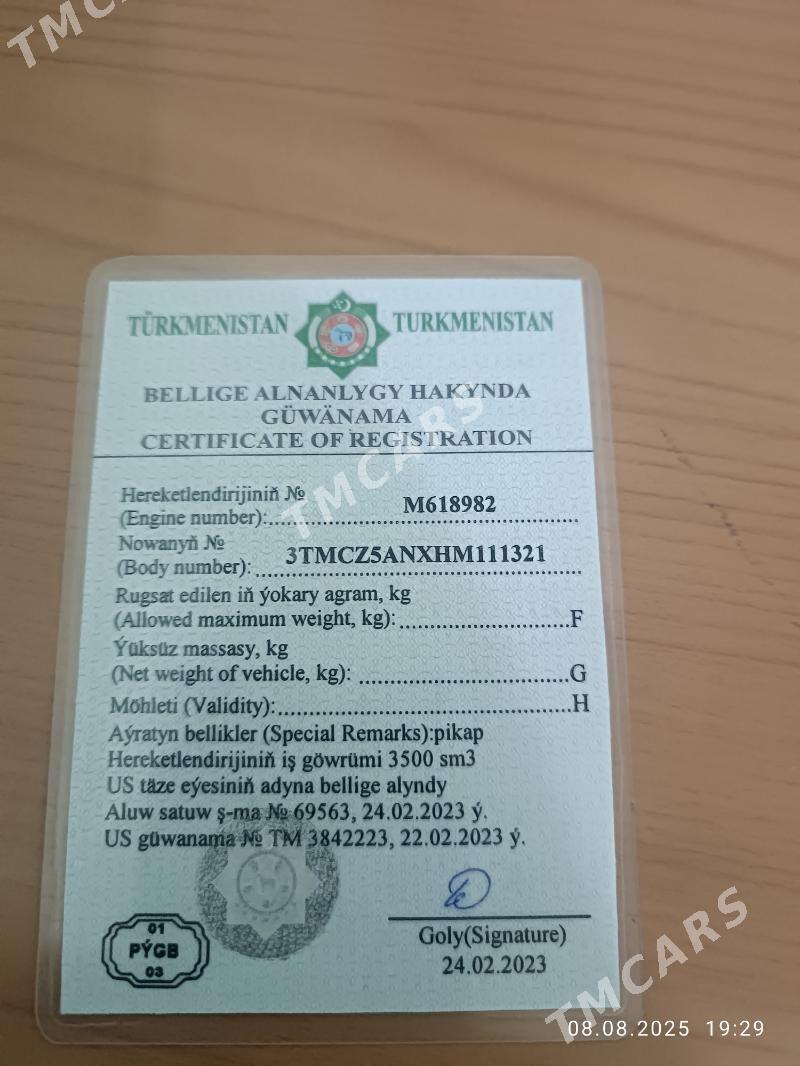 TMCARS
TÜRKMENISTAN
TURKMENISTAN
BELLIGE ALNANLYGY HAKYNDA
GÜWÄNAMA
CERTIFICATE OF REGISTRATION
TMCARS
Hereketlendirijiniň №
(Engine number):
M618982
Nowanyň №
(Body number):
3TMCZ5ANXHM111321
Rugsat edilen iň ýokary agram, kg
(Allowed maximum weight, kg): F
Ýüksüz massasy, kg
(Net weight of vehicle, kg): G
Möhleti (Validity): H
Aýratyn bellikler (Special Remarks):pikap
Hereketlendirijiniň iş göwrümi 3500 sm3
US täze eýesiniň adyna bellige alyndy
Aluw satuw ş-ma № 69563, 24.02.2023 ý.
US güwanama № TM 3842223, 22.02.2023 ý.
01
PÝGB
03
Goly(Signature)
24.02.2023
TMCARS
08.08.2025 19:29